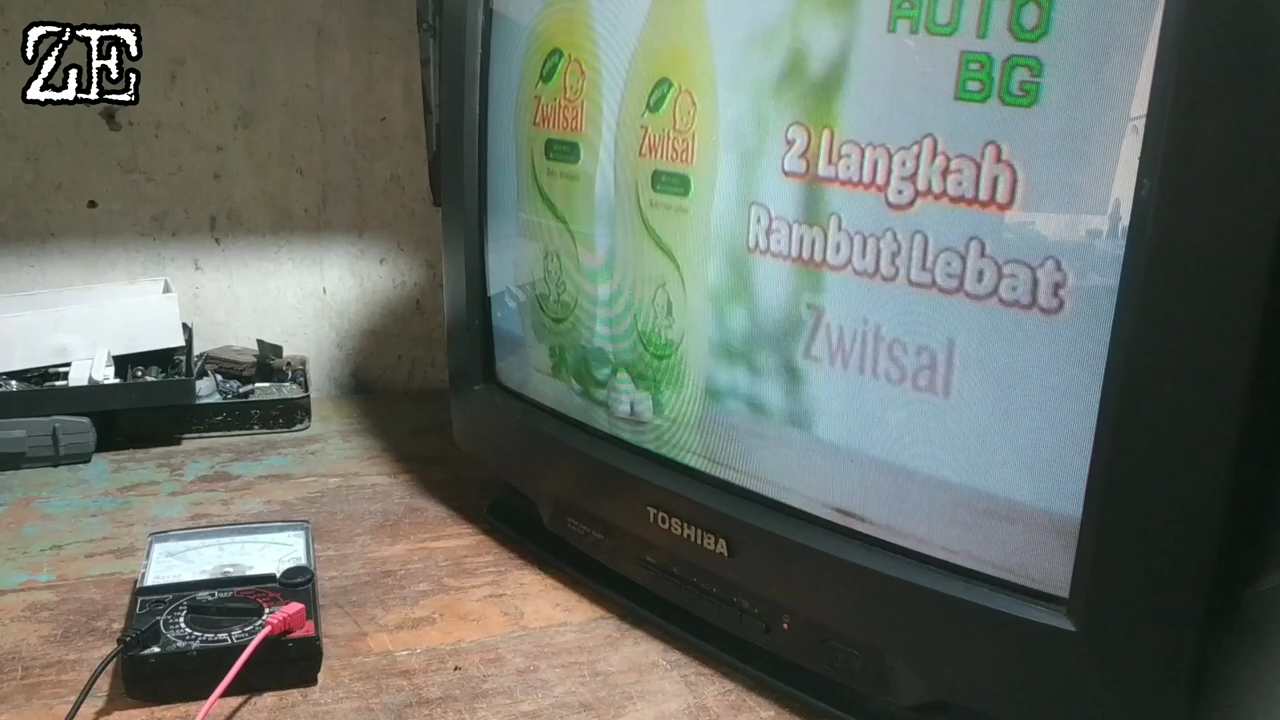 ZE
AUTO
BG
Zwitsal
Zwitsal
2 Langkah
Rambut Lebat
Zwitsal
TOSHIBA